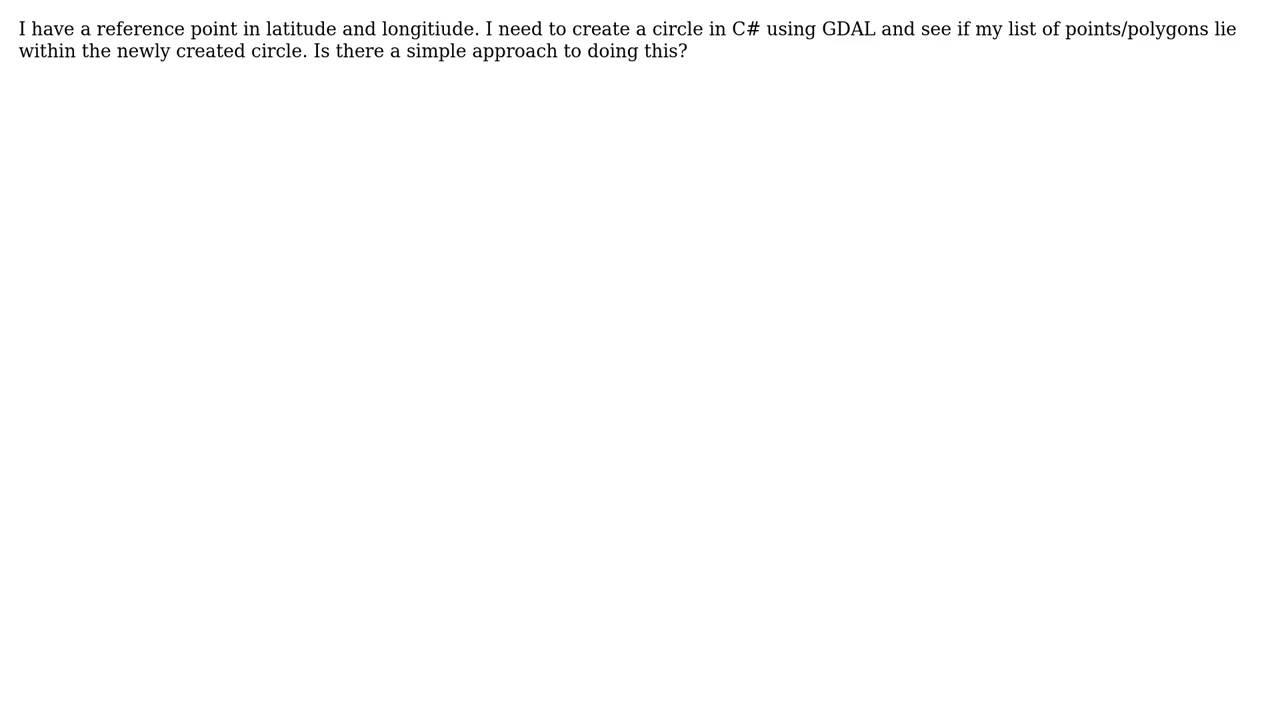 I have a reference point in latitude and longitiude. I need to create a circle in C# using GDAL and see if my list of points/polygons lie
within the newly created circle. Is there a simple approach to doing this?